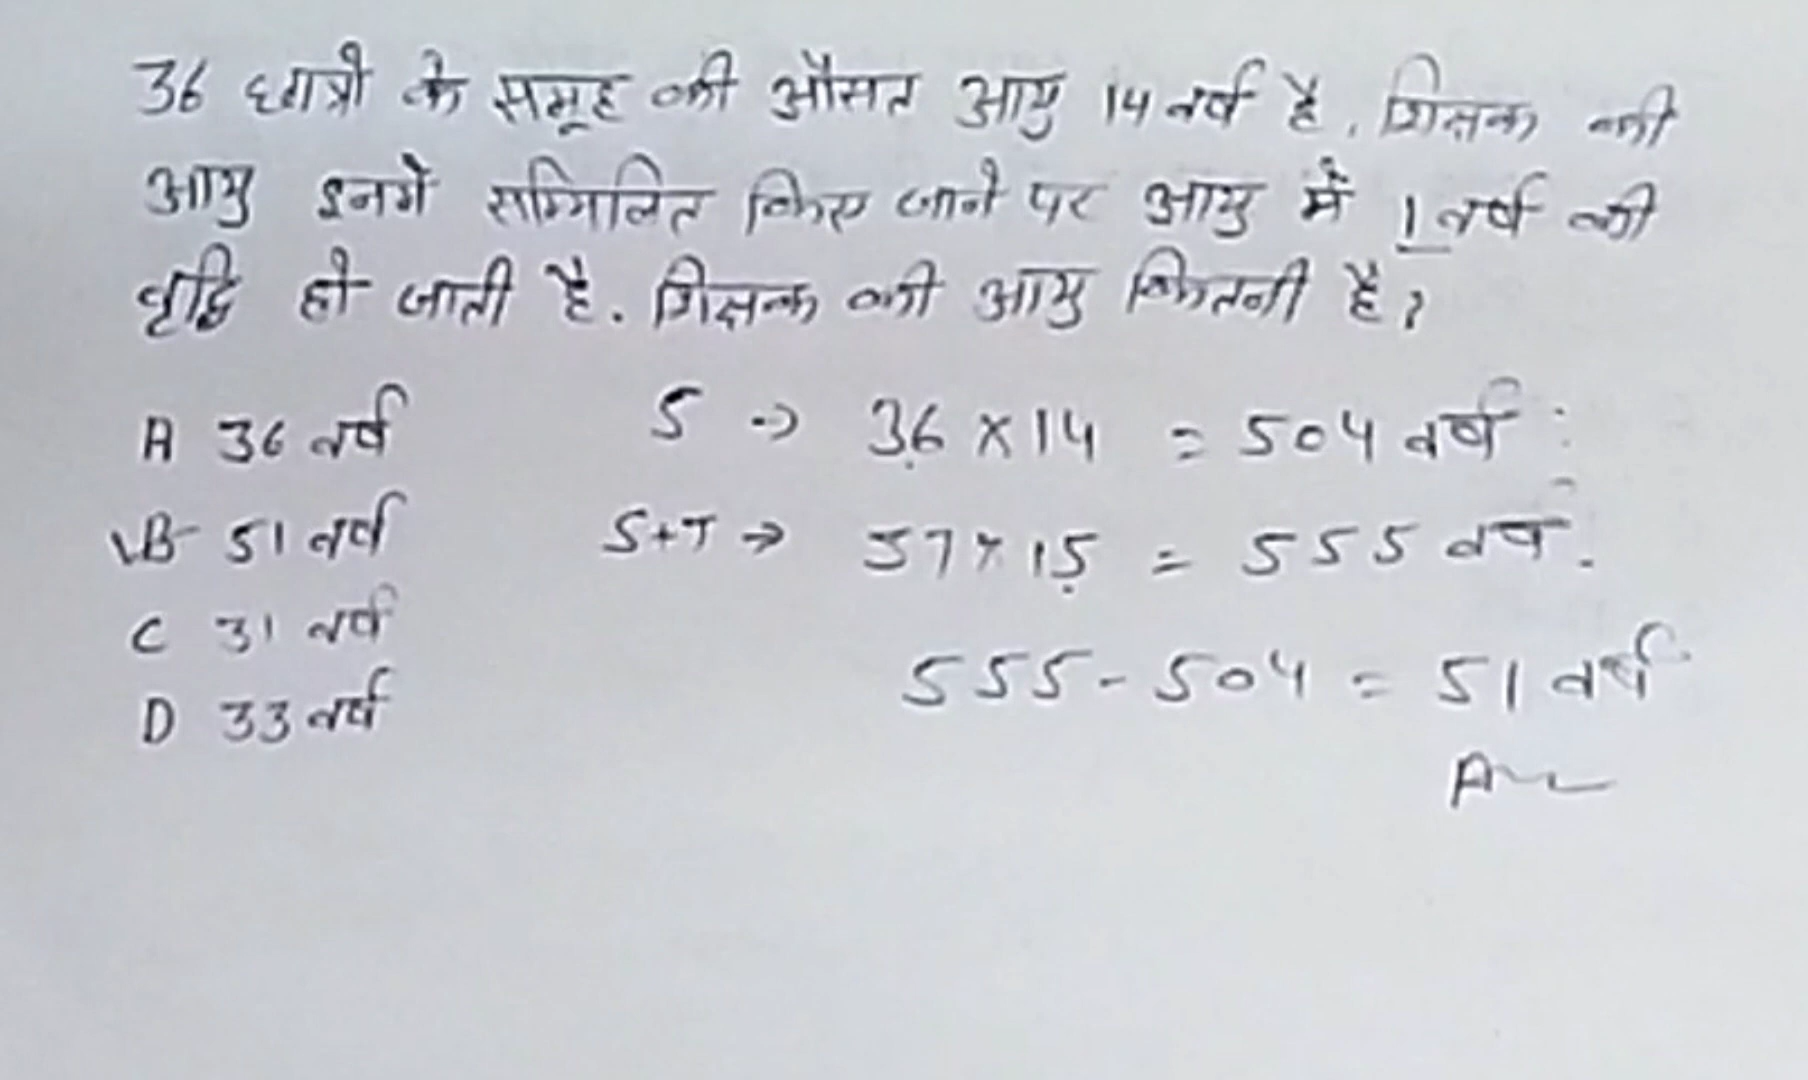 36 छात्रो के समूह की औसत आयु 14 वर्ष है. शिक्षक की
आयु इनमे सम्मिलित किए जाने पर आयु में 1 वर्ष की
वृद्धि हो जाती है. शिक्षक की आयु कितनी है?
A 36 वर्ष S → 36 × 14 = 504 वर्ष
B 51 वर्ष S+T → 37 × 15 = 555 वर्ष.
C 31 वर्ष
555 - 504 = 51 वर्ष
D 33 वर्ष